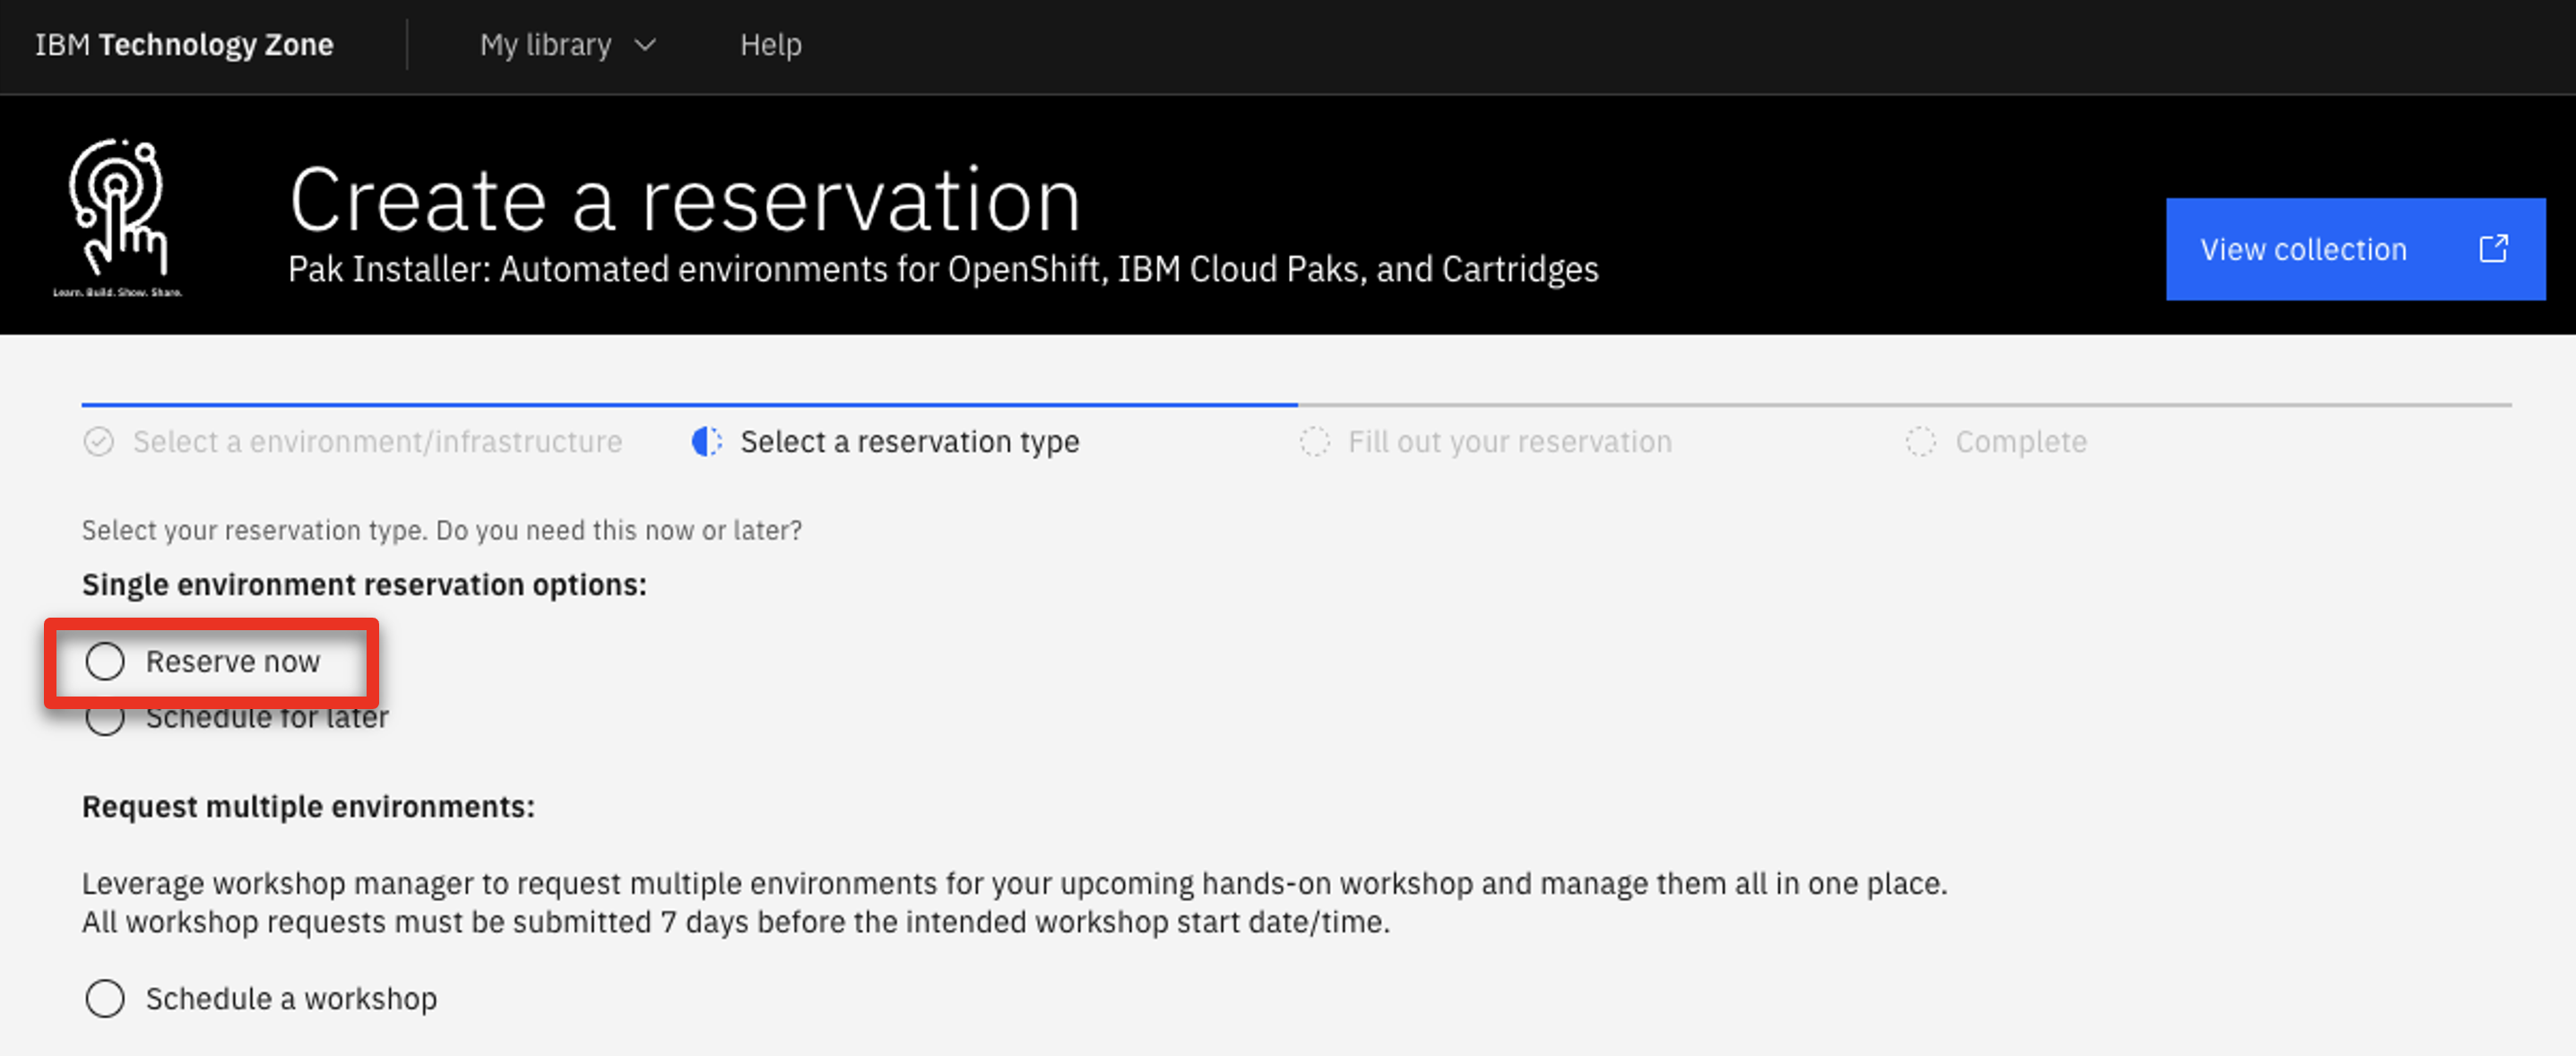 IBM Technology Zone
My library
Help
Learn. Build. Show. Share.
Create a reservation
Pak Installer: Automated environments for OpenShift, IBM Cloud Paks, and Cartridges
View collection
Select a environment/infrastructure
Select a reservation type
Fill out your reservation
Complete
Select your reservation type. Do you need this now or later?
Single environment reservation options:
Reserve now
Schedule for later
Request multiple environments:
Leverage workshop manager to request multiple environments for your upcoming hands-on workshop and manage them all in one place.
All workshop requests must be submitted 7 days before the intended workshop start date/time.
Schedule a workshop